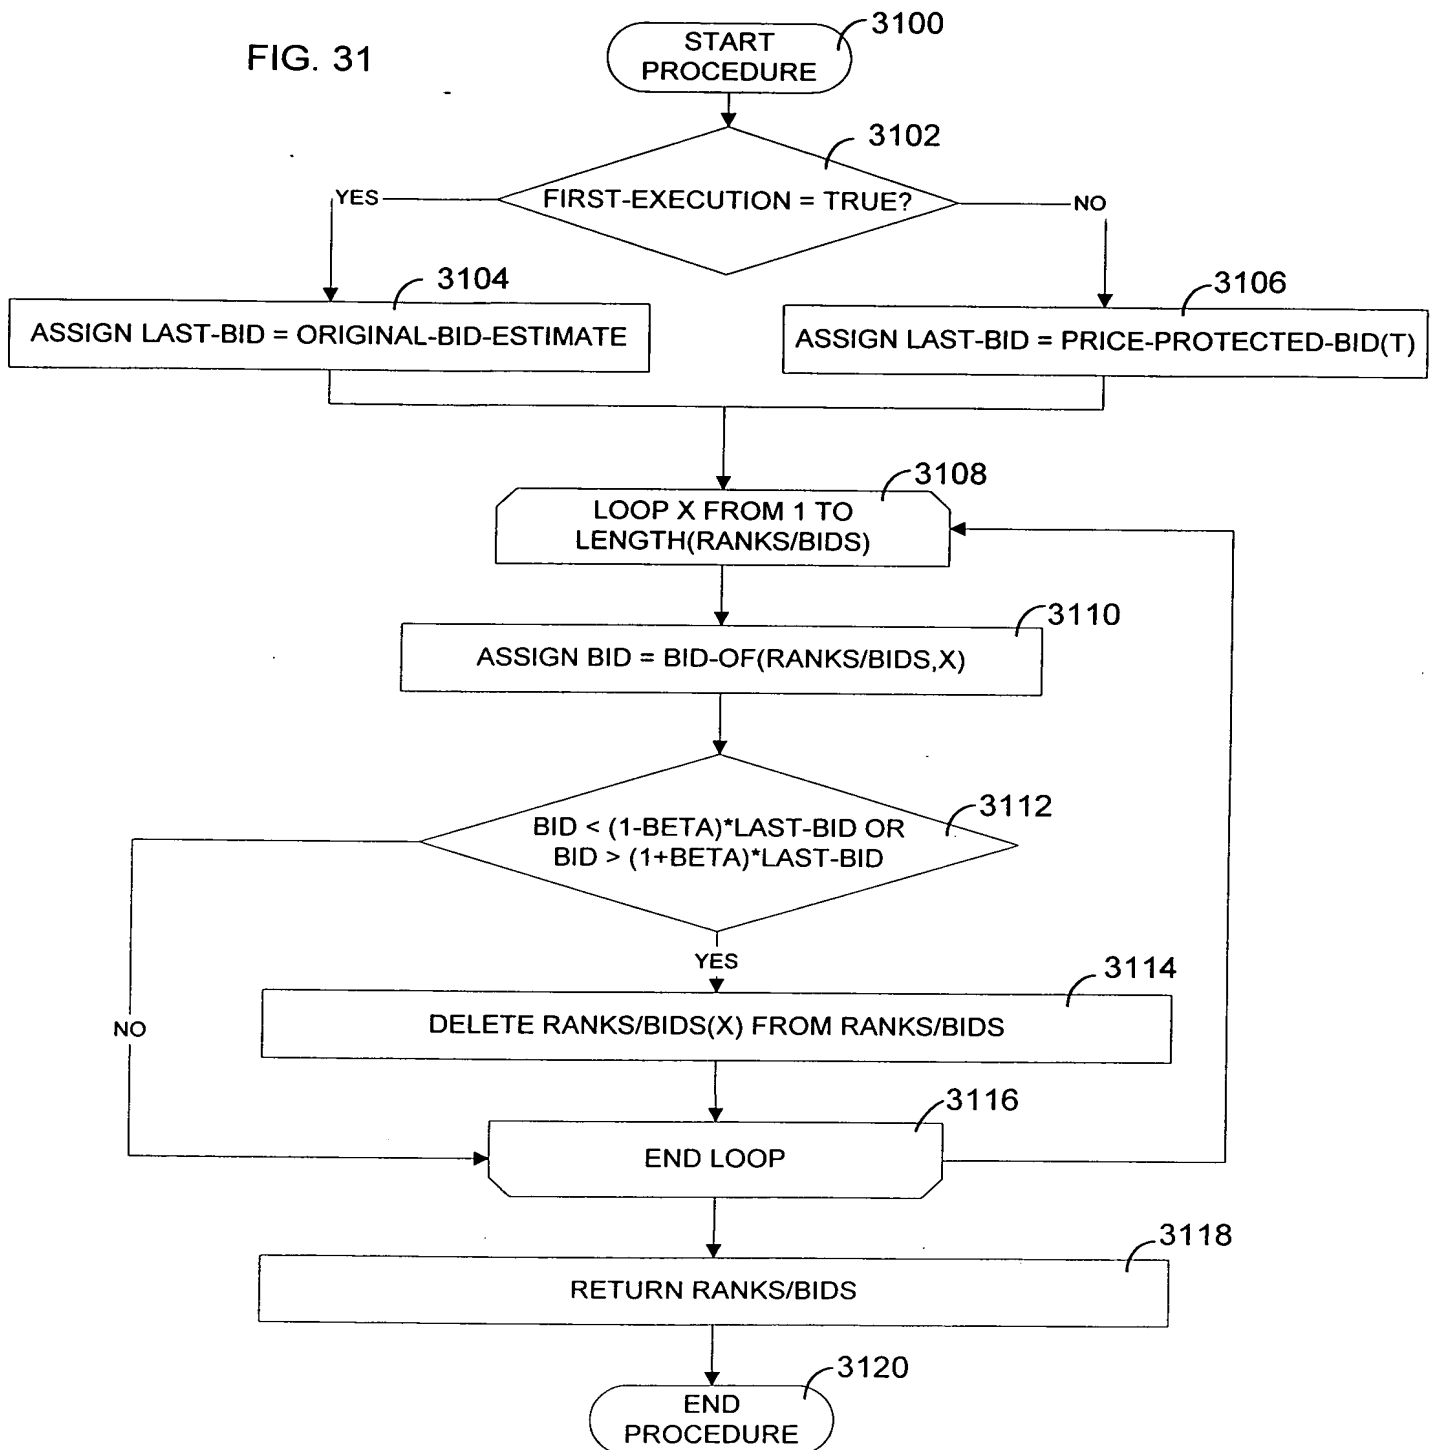 FIG. 31
3100
START
PROCEDURE
3102
FIRST-EXECUTION = TRUE?
YES
NO
3104
ASSIGN LAST-BID = ORIGINAL-BID-ESTIMATE
3106
ASSIGN LAST-BID = PRICE-PROTECTED-BID(T)
3108
LOOP X FROM 1 TO
LENGTH(RANKS/BIDS)
3110
ASSIGN BID = BID-OF(RANKS/BIDS,X)
3112
BID < (1-BETA)*LAST-BID OR
BID > (1+BETA)*LAST-BID
YES
NO
3114
DELETE RANKS/BIDS(X) FROM RANKS/BIDS
3116
END LOOP
3118
RETURN RANKS/BIDS
3120
END
PROCEDURE